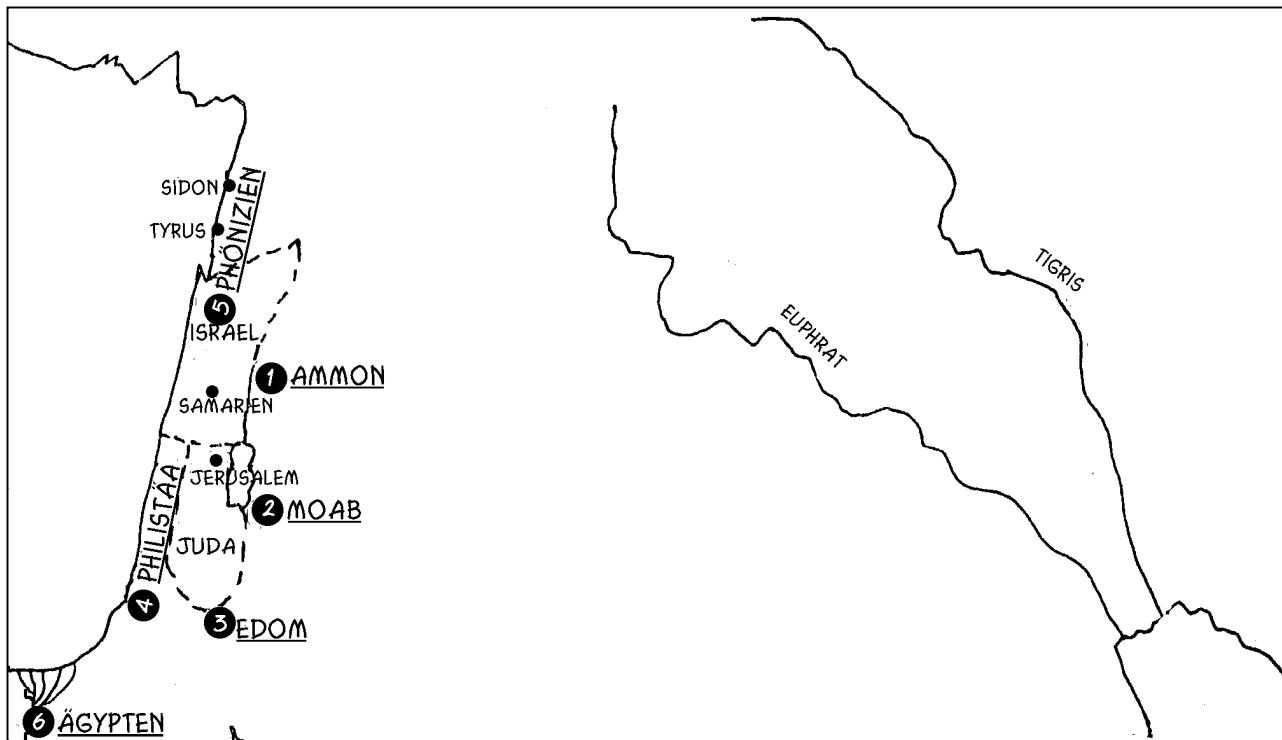 SIDON
TYRUS
PHÖNIZIEN
5
ISRAEL
1 AMMON
SAMARIEN
JERUSALEM
2 MOAB
PHILISTÄA
4
JUDA
3 EDOM
6 ÄGYPTEN
EUPHRAT
TIGRIS